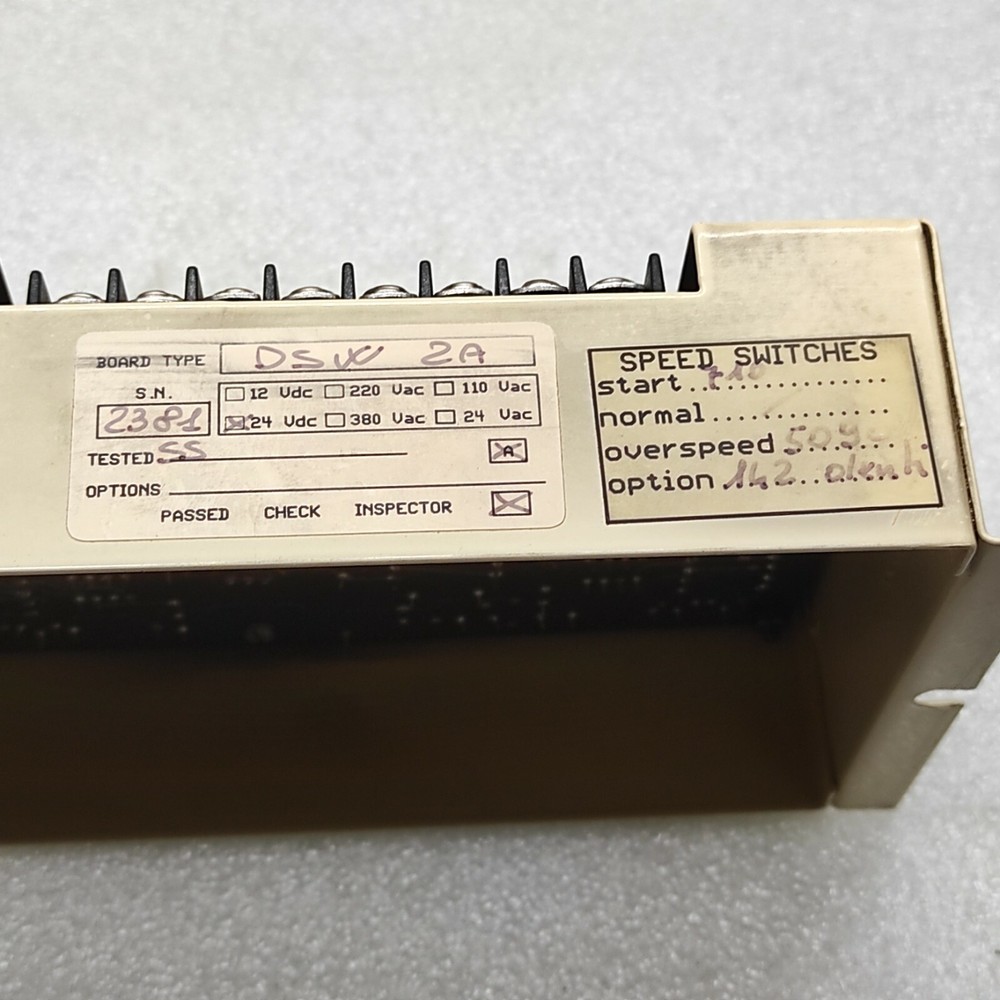 BOARD TYPE DSW 2A
S.N.
2381
12 Vdc 220 Vac 110 Vac
24 Vdc 380 Vac 24 Vac
TESTED SS A
OPTIONS
PASSED CHECK INSPECTOR
SPEED SWITCHES
start..............
normal..............
overspeed
option 142